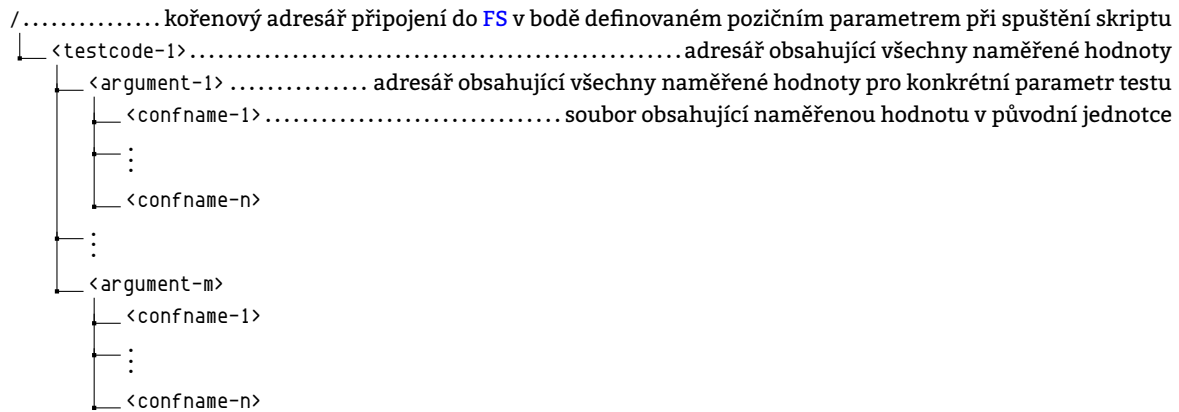 /...............kořenový adresář připojení do FS v bodě definovaném pozičním parametrem při spuštění skriptu
<testcode-1>......................................................adresář obsahující všechny naměřené hodnoty
<argument-1>...............adresář obsahující všechny naměřené hodnoty pro konkrétní parametr testu
<confname-1>................................soubor obsahující naměřenou hodnotu v původní jednotce
⋮
<confname-n>
⋮
<argument-m>
<confname-1>
⋮
<confname-n>